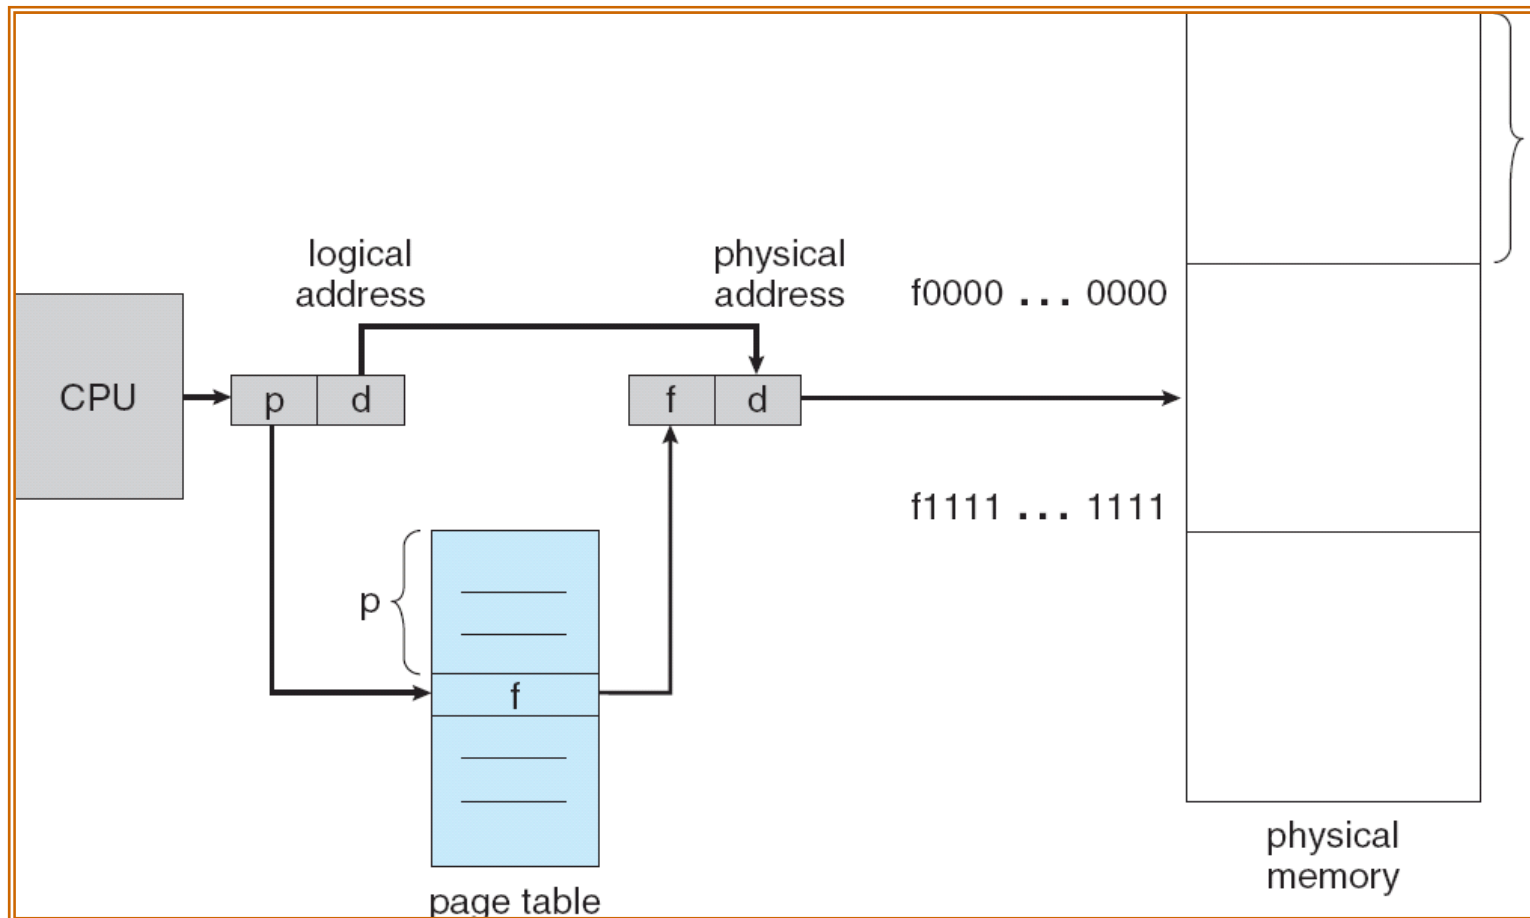 logical
address
physical
address
f0000 ... 0000
CPU
p d
f d
f1111 ... 1111
p
f
physical
memory
page table